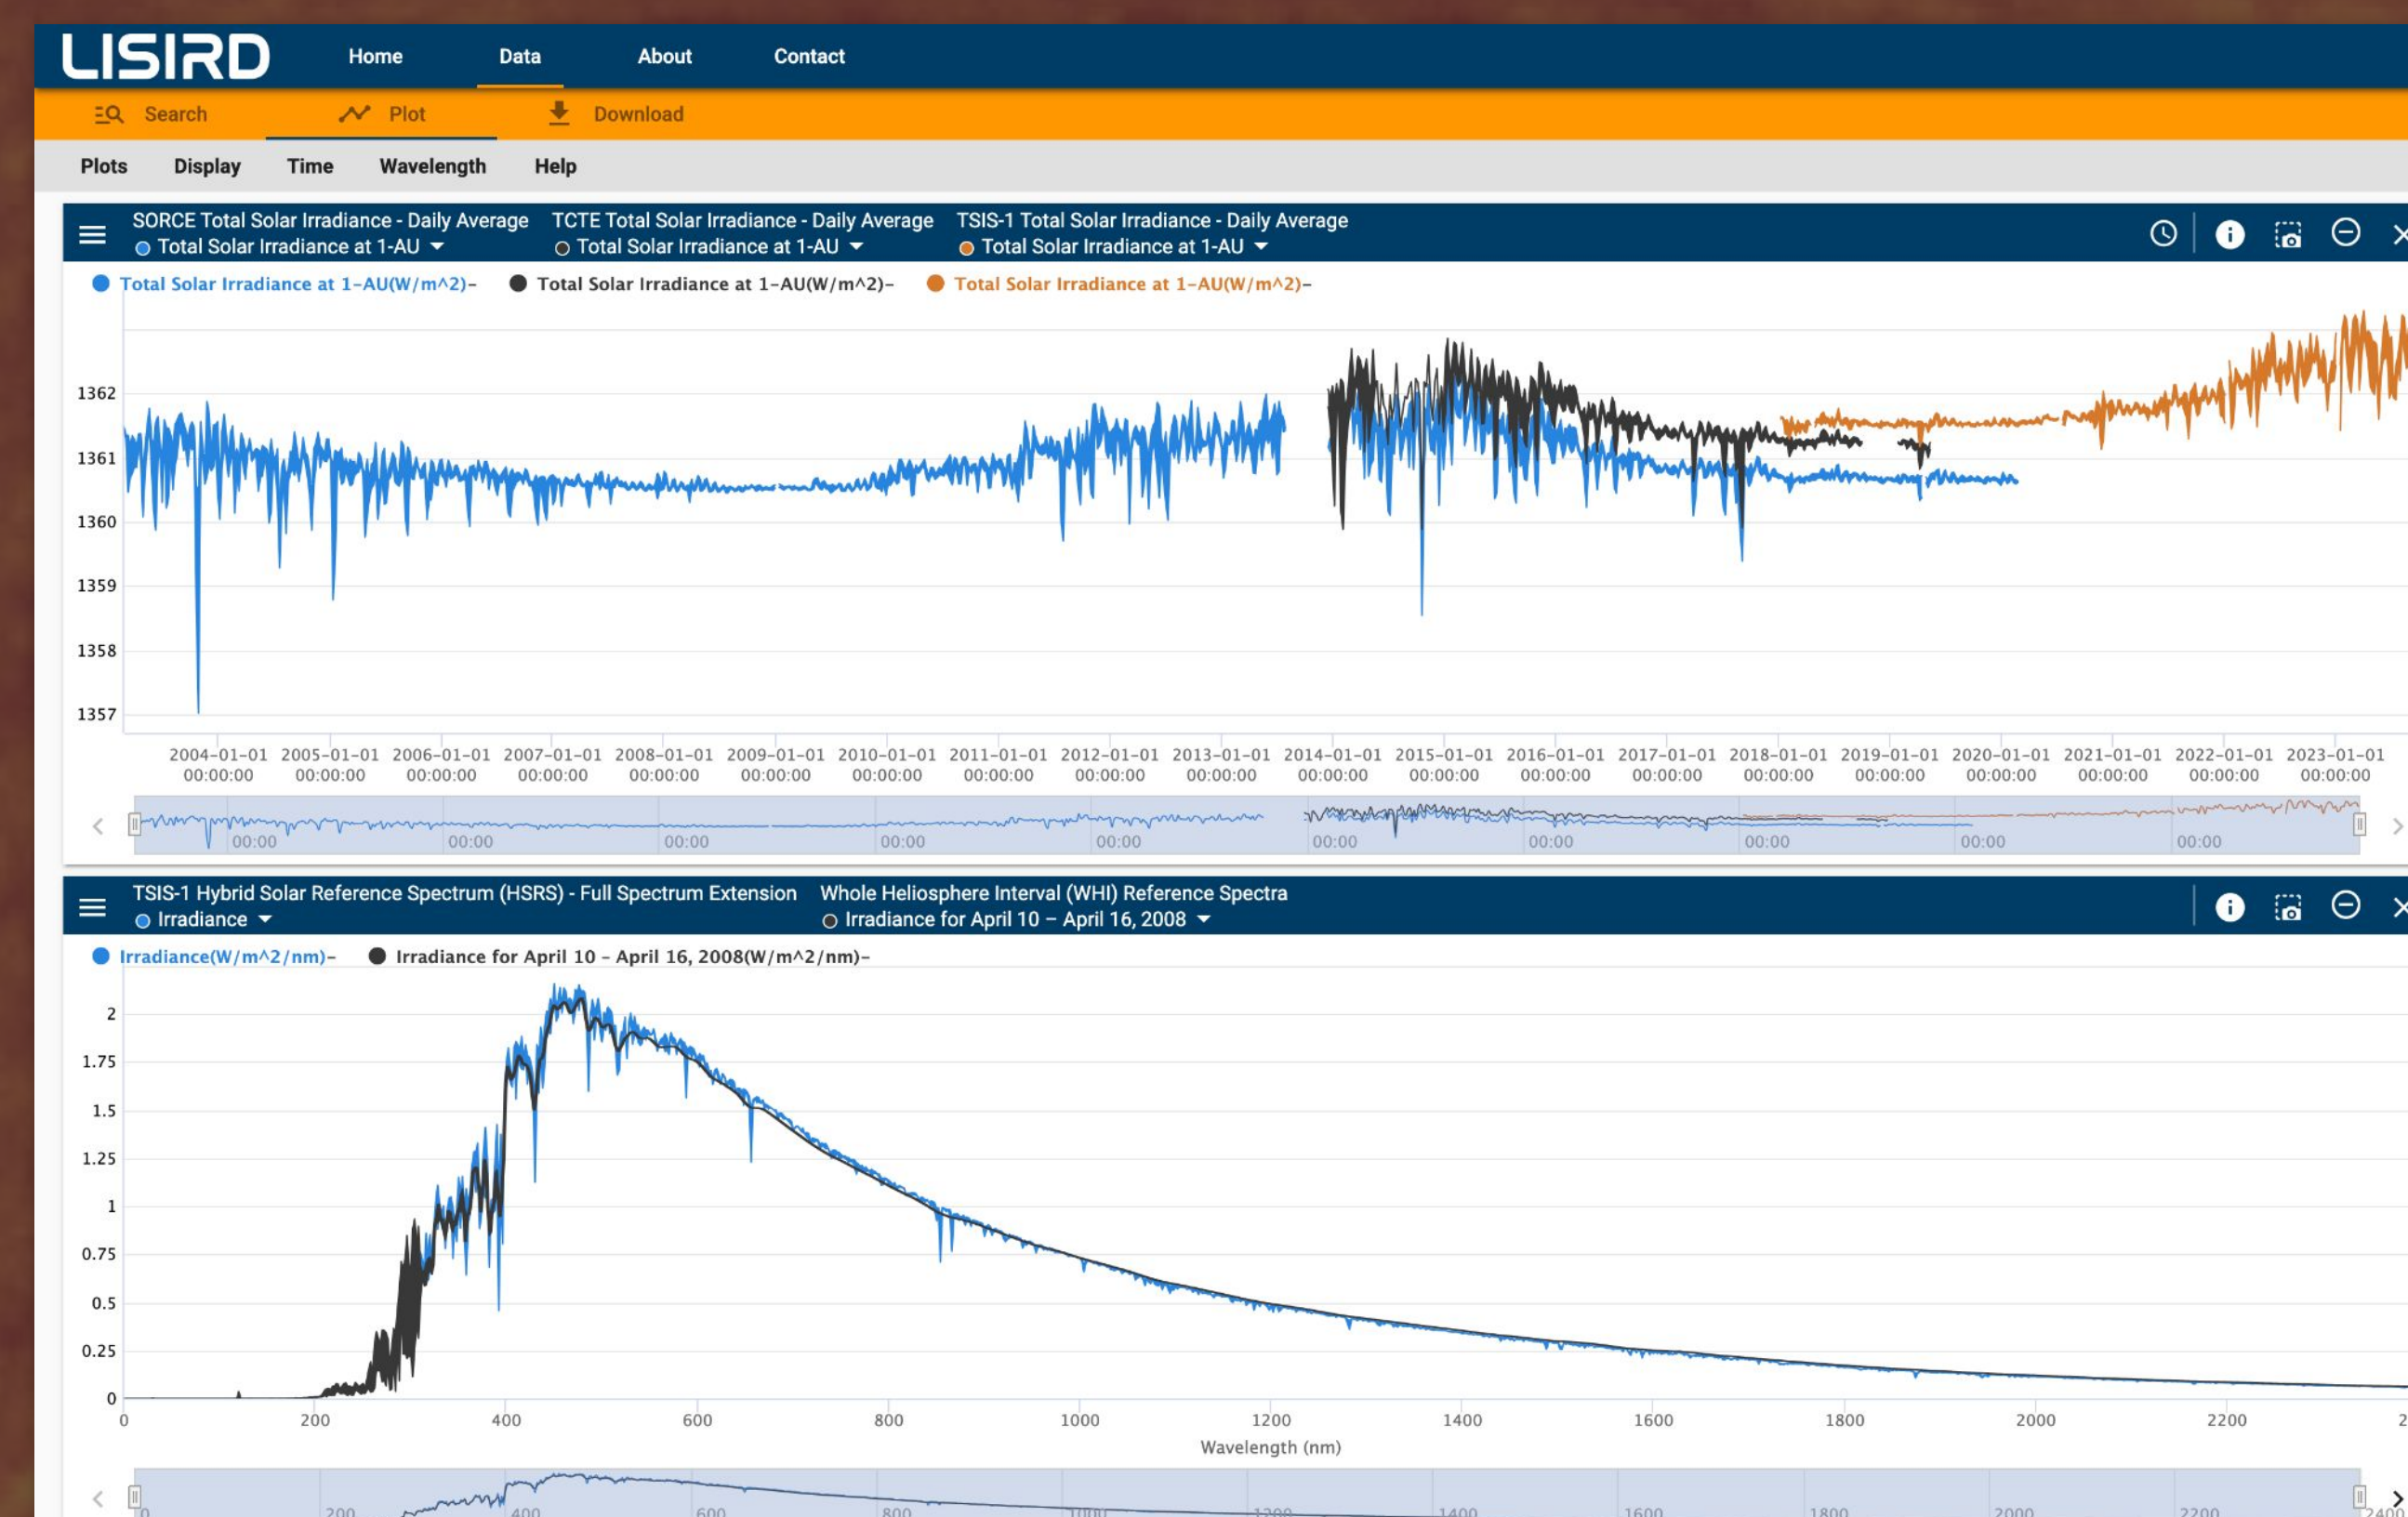 LISIRD Home Data About Contact
Search Plot Download
Plots Display Time Wavelength Help
SORCE Total Solar Irradiance - Daily Average TCTE Total Solar Irradiance - Daily Average TSIS-1 Total Solar Irradiance - Daily Average
Total Solar Irradiance at 1-AU Total Solar Irradiance at 1-AU Total Solar Irradiance at 1-AU
Total Solar Irradiance at 1-AU(W/m^2)– Total Solar Irradiance at 1-AU(W/m^2)– Total Solar Irradiance at 1-AU(W/m^2)–
1362
1361
1360
1359
1358
1357
2004-01-01 2005-01-01 2006-01-01 2007-01-01 2008-01-01 2009-01-01 2010-01-01 2011-01-01 2012-01-01 2013-01-01 2014-01-01 2015-01-01 2016-01-01 2017-01-01 2018-01-01 2019-01-01 2020-01-01 2021-01-01 2022-01-01 2023-01-01
00:00:00 00:00:00 00:00:00 00:00:00 00:00:00 00:00:00 00:00:00 00:00:00 00:00:00 00:00:00 00:00:00 00:00:00 00:00:00 00:00:00 00:00:00 00:00:00 00:00:00 00:00:00 00:00:00 00:00:00
00:00 00:00 00:00 00:00 00:00 00:00 00:00 00:00 00:00 00:00
TSIS-1 Hybrid Solar Reference Spectrum (HSRS) - Full Spectrum Extension Whole Heliosphere Interval (WHI) Reference Spectra
Irradiance Irradiance for April 10 – April 16, 2008
Irradiance(W/m^2/nm)– Irradiance for April 10 – April 16, 2008(W/m^2/nm)–
2
1.75
1.5
1.25
1
0.75
0.5
0.25
0
0 200 400 600 800 1000 1200 1400 1600 1800 2000 2200
Wavelength (nm)
0 200 400 600 800 1000 1200 1400 1600 1800 2000 2200 2400